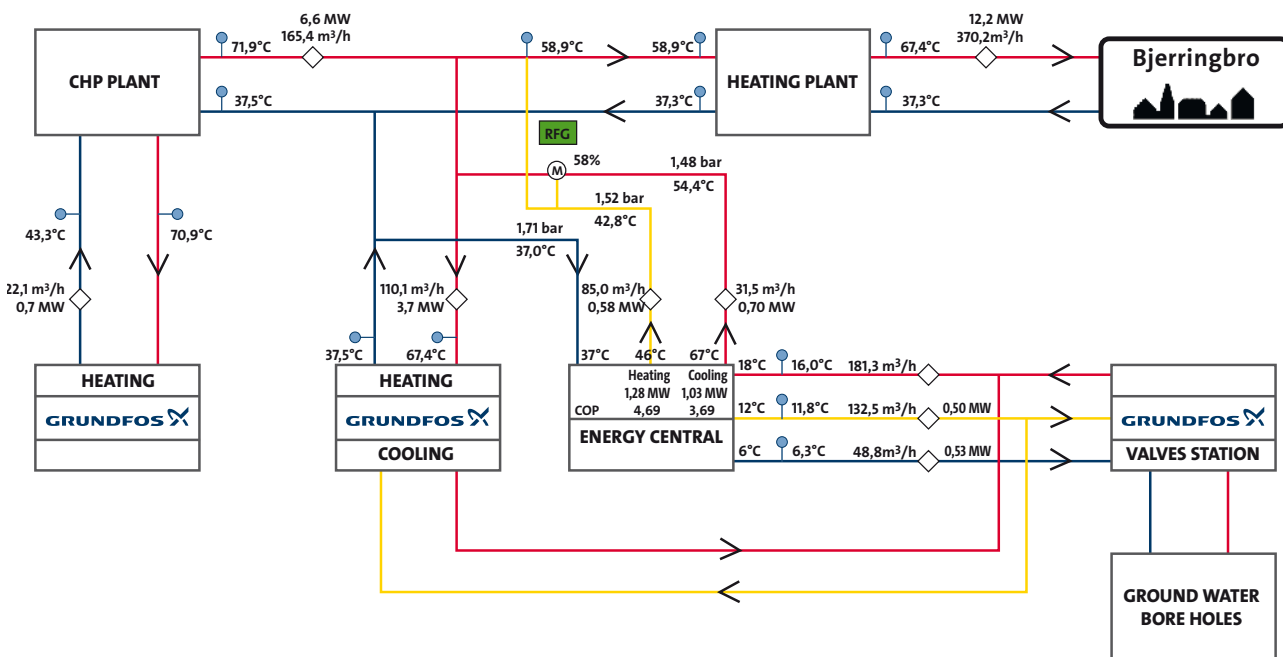 6,6 MW
165,4 m³/h
12,2 MW
370,2m³/h
71,9°C
58,9°C
58,9°C
67,4°C
CHP PLANT
HEATING PLANT
Bjerringbro
37,5°C
37,3°C
37,3°C
RFG
M
58%
1,48 bar
54,4°C
1,52 bar
42,8°C
1,71 bar
37,0°C
43,3°C
70,9°C
22,1 m³/h
0,7 MW
110,1 m³/h
3,7 MW
85,0 m³/h
0,58 MW
31,5 m³/h
0,70 MW
37,5°C
67,4°C
37°C
46°C
67°C
HEATING
GRUNDFOS
HEATING
GRUNDFOS
COOLING
Heating
Cooling
1,28 MW
1,03 MW
COP
4,69
3,69
ENERGY CENTRAL
18°C
16,0°C
181,3 m³/h
12°C
11,8°C
132,5 m³/h
0,50 MW
6°C
6,3°C
48,8m³/h
0,53 MW
GRUNDFOS
VALVES STATION
GROUND WATER
BORE HOLES